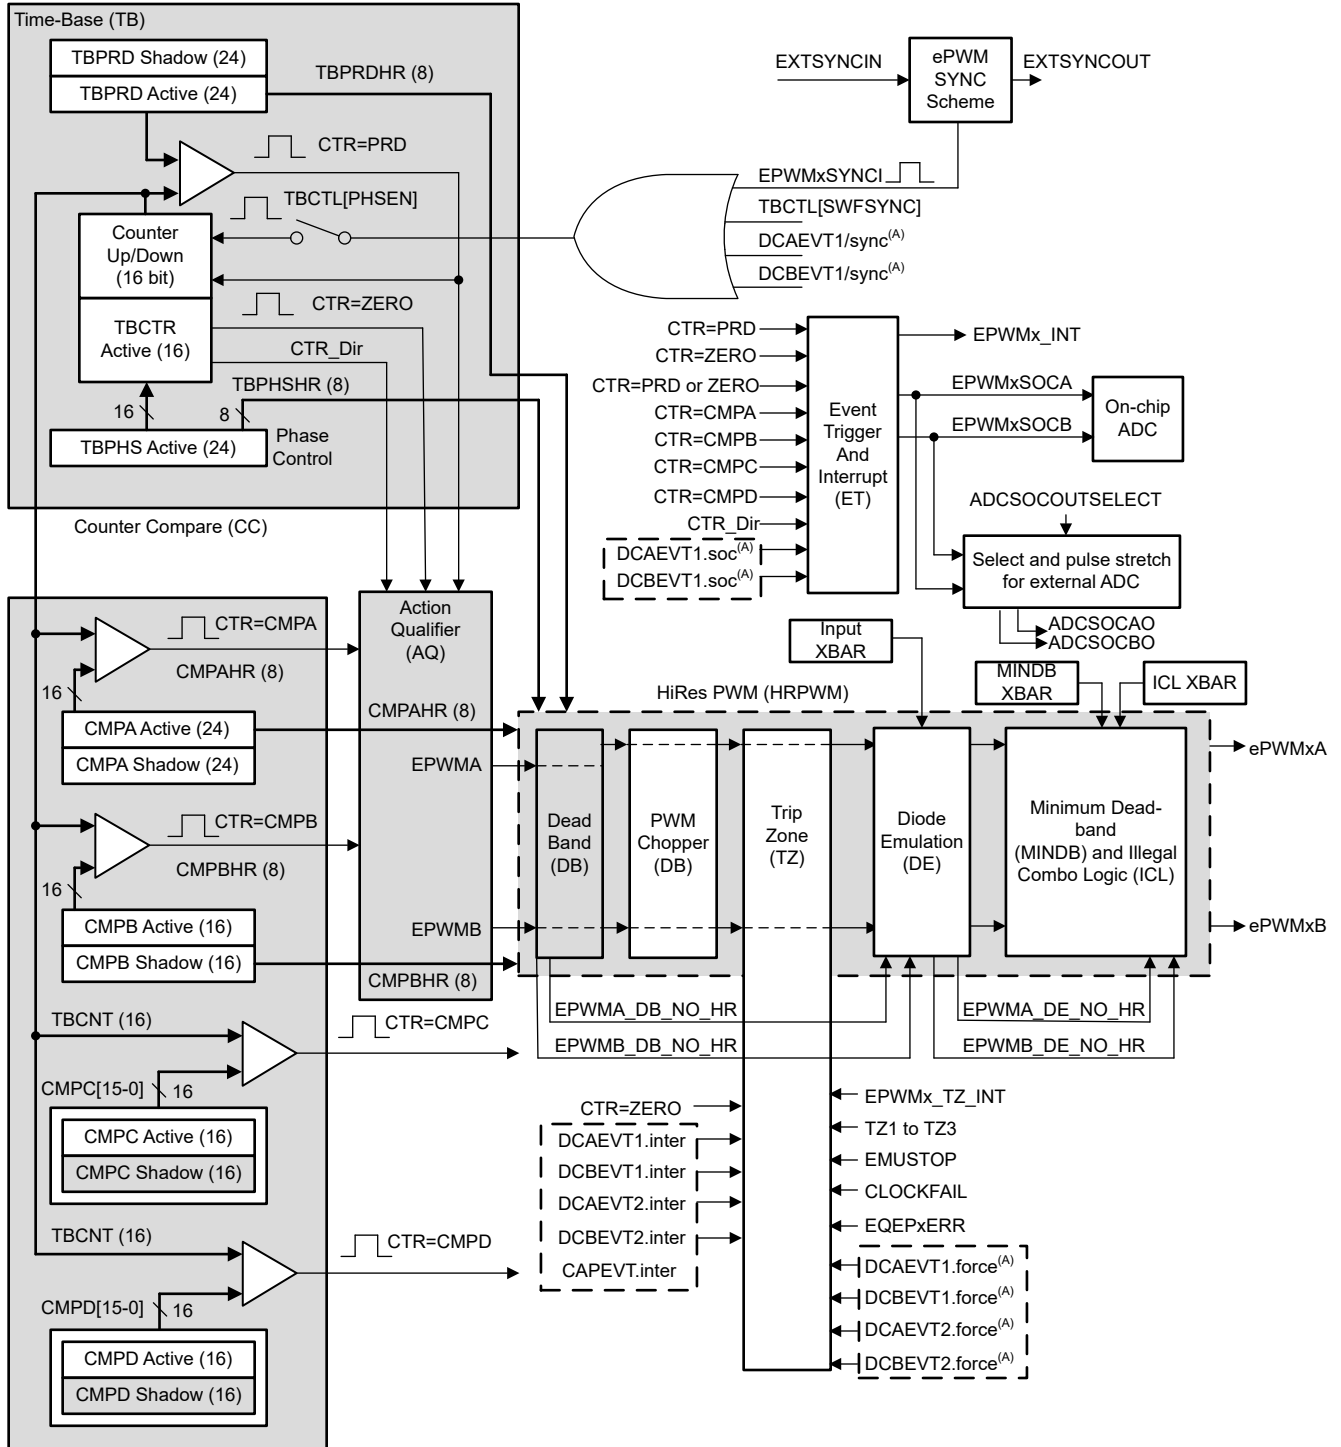 Time-Base (TB)
TBPRD Shadow (24)
TBPRD Active (24)
TBPRDHR (8)
CTR=PRD
TBCTL[PHSEN]
Counter
Up/Down
(16 bit)
CTR=ZERO
TBCTR
Active (16)
CTR_Dir
TBPHSHR (8)
16
8
TBPHS Active (24)
Phase
Control
EXTSYNCIN
ePWM
SYNC
Scheme
EXTSYNCOUT
EPWMxSYNCI
TBCTL[SWFSYNC]
DCAEVT1/sync(A)
DCBEVT1/sync(A)
CTR=PRD
CTR=ZERO
CTR=PRD or ZERO
CTR=CMPA
CTR=CMPB
CTR=CMPC
CTR=CMPD
CTR_Dir
DCAEVT1.soc(A)
DCBEVT1.soc(A)
Event
Trigger
And
Interrupt
(ET)
EPWMx_INT
EPWMxSOCA
EPWMxSOCB
On-chip
ADC
ADCSOCOUTSELECT
Select and pulse stretch
for external ADC
ADCSOCAO
ADCSOCBO
Counter Compare (CC)
CTR=CMPA
CMPAHR (8)
16
CMPA Active (24)
CMPA Shadow (24)
CTR=CMPB
CMPBHR (8)
16
CMPB Active (16)
CMPB Shadow (16)
TBCNT (16)
CTR=CMPC
CMPC[15-0]
16
CMPC Active (16)
CMPC Shadow (16)
TBCNT (16)
CTR=CMPD
CMPD[15-0]
16
CMPD Active (16)
CMPD Shadow (16)
Action
Qualifier
(AQ)
CMPAHR (8)
EPWMA
EPWMB
CMPBHR (8)
HiRes PWM (HRPWM)
Input
XBAR
MINDB
XBAR
ICL XBAR
Dead
Band
(DB)
PWM
Chopper
(DB)
Trip
Zone
(TZ)
Diode
Emulation
(DE)
Minimum Dead-
band
(MINDB) and Illegal
Combo Logic (ICL)
ePWMxA
ePWMxB
EPWMA_DB_NO_HR
EPWMB_DB_NO_HR
EPWMA_DE_NO_HR
EPWMB_DE_NO_HR
CTR=ZERO
DCAEVT1.inter
DCBEVT1.inter
DCAEVT2.inter
DCBEVT2.inter
CAPEVT.inter
EPWMx_TZ_INT
TZ1 to TZ3
EMUSTOP
CLOCKFAIL
EQEPxERR
DCAEVT1.force(A)
DCBEVT1.force(A)
DCAEVT2.force(A)
DCBEVT2.force(A)